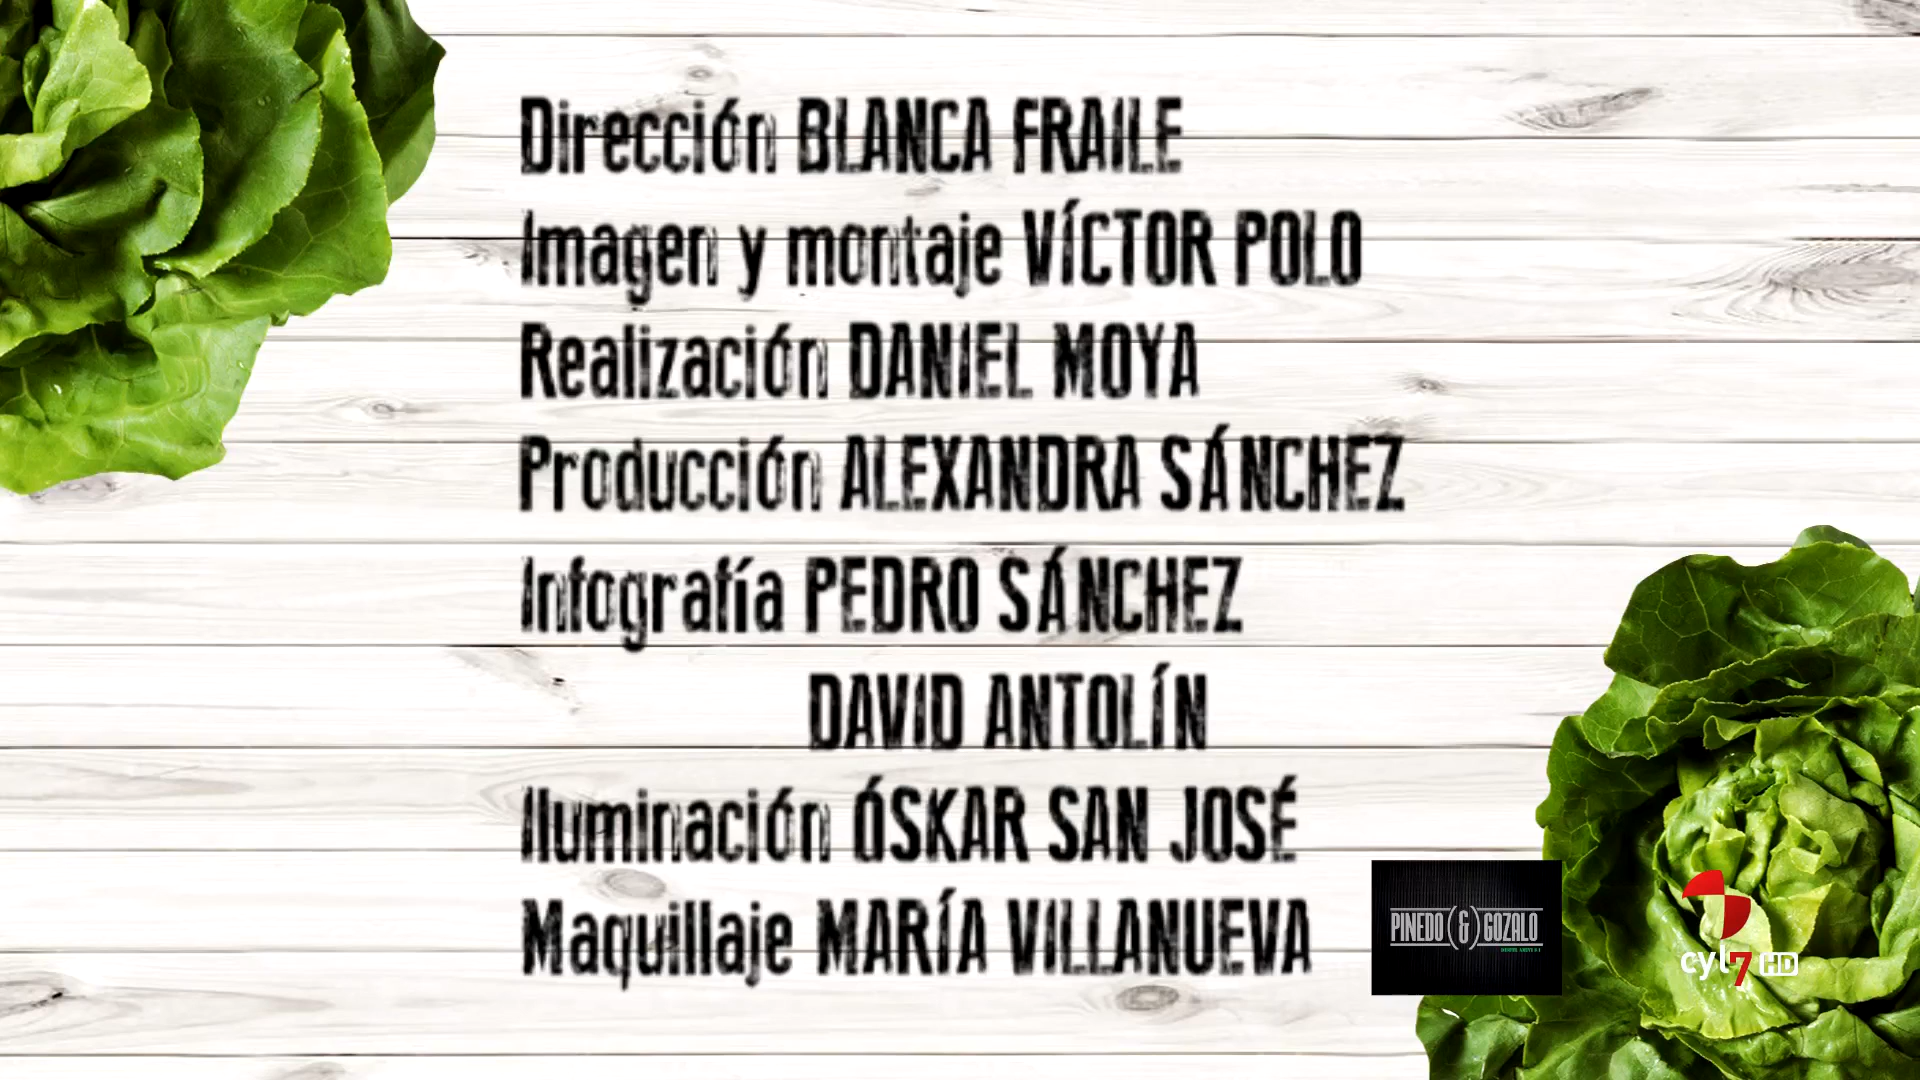 Dirección BLANCA FRAILE
Imagen y montaje VÍCTOR POLO
Realización DANIEL MOYA
Producción ALEXANDRA SÁNCHEZ
Infografía PEDRO SÁNCHEZ
DAVID ANTOLÍN
Iluminación ÓSKAR SAN JOSÉ
Maquillaje MARÍA VILLANUEVA
PINEDO (&) GOZALO
cyl7 HD